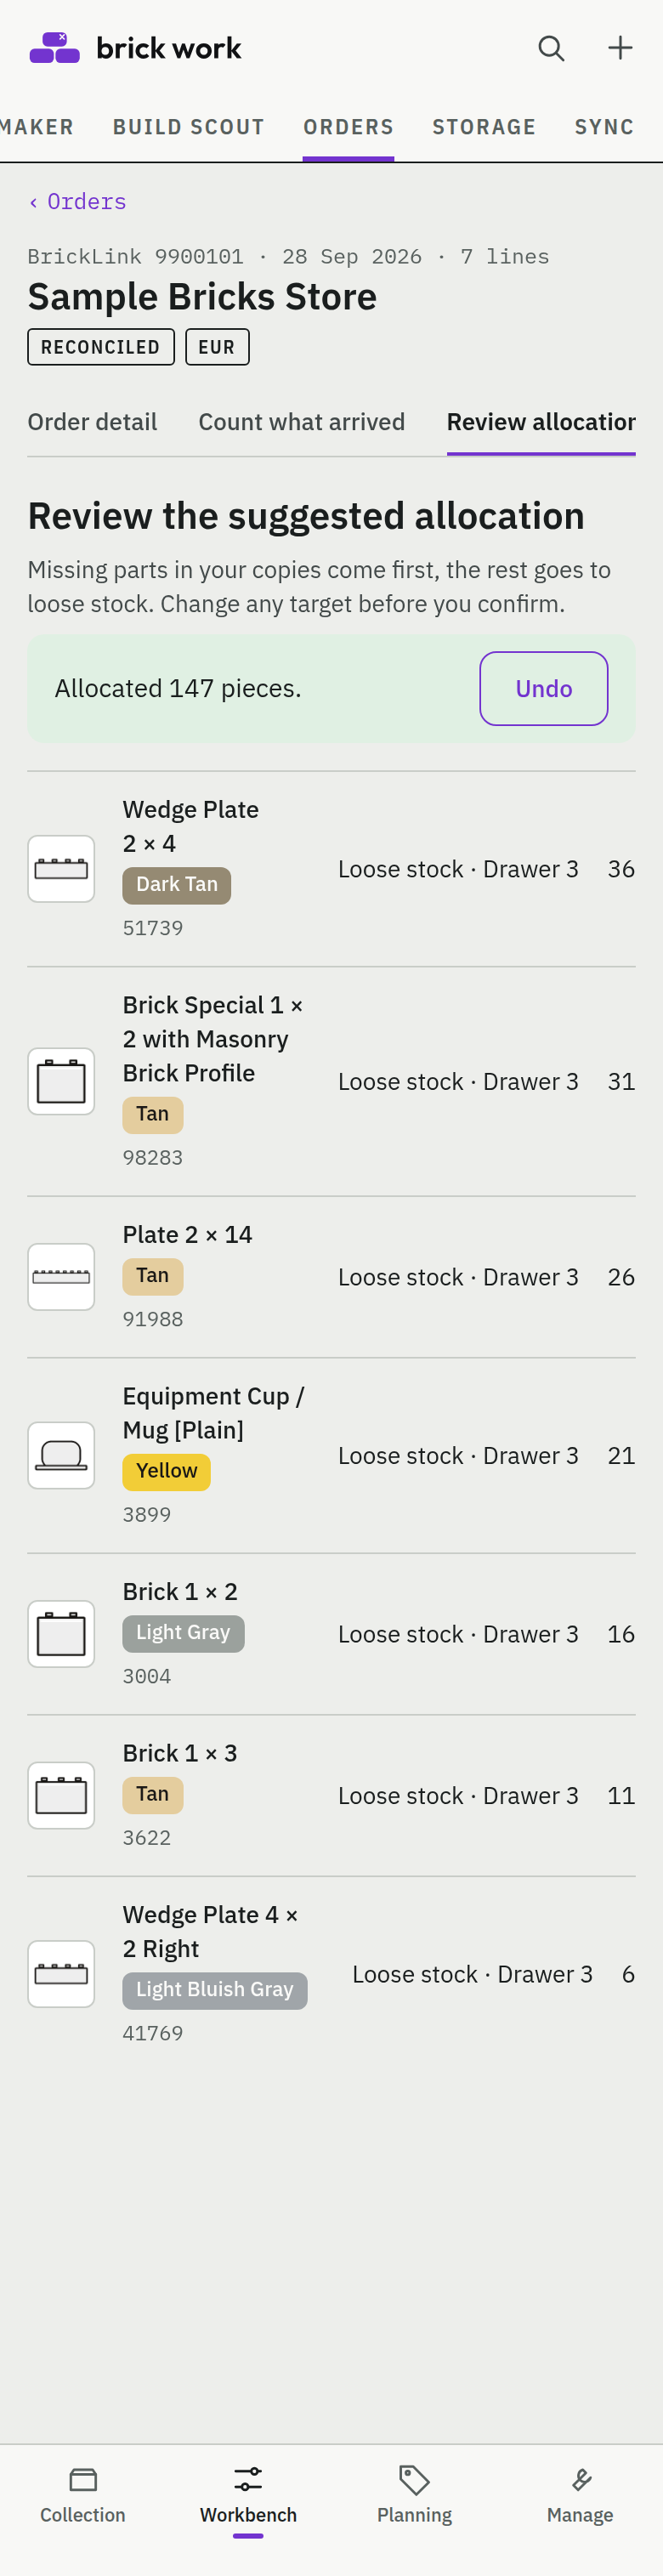 brick work
MAKER BUILD SCOUT ORDERS STORAGE SYNC
‹ Orders
BrickLink 9900101 · 28 Sep 2026 · 7 lines
Sample Bricks Store
RECONCILED EUR
Order detail Count what arrived Review allocation
Review the suggested allocation
Missing parts in your copies come first, the rest goes to
loose stock. Change any target before you confirm.
Allocated 147 pieces. Undo
Wedge Plate
2 × 4
Dark Tan
51739
Loose stock · Drawer 3 36
Brick Special 1 ×
2 with Masonry
Brick Profile
Tan
98283
Loose stock · Drawer 3 31
Plate 2 × 14
Tan
91988
Loose stock · Drawer 3 26
Equipment Cup /
Mug [Plain]
Yellow
3899
Loose stock · Drawer 3 21
Brick 1 × 2
Light Gray
3004
Loose stock · Drawer 3 16
Brick 1 × 3
Tan
3622
Loose stock · Drawer 3 11
Wedge Plate 4 ×
2 Right
Light Bluish Gray
41769
Loose stock · Drawer 3 6
Collection Workbench Planning Manage